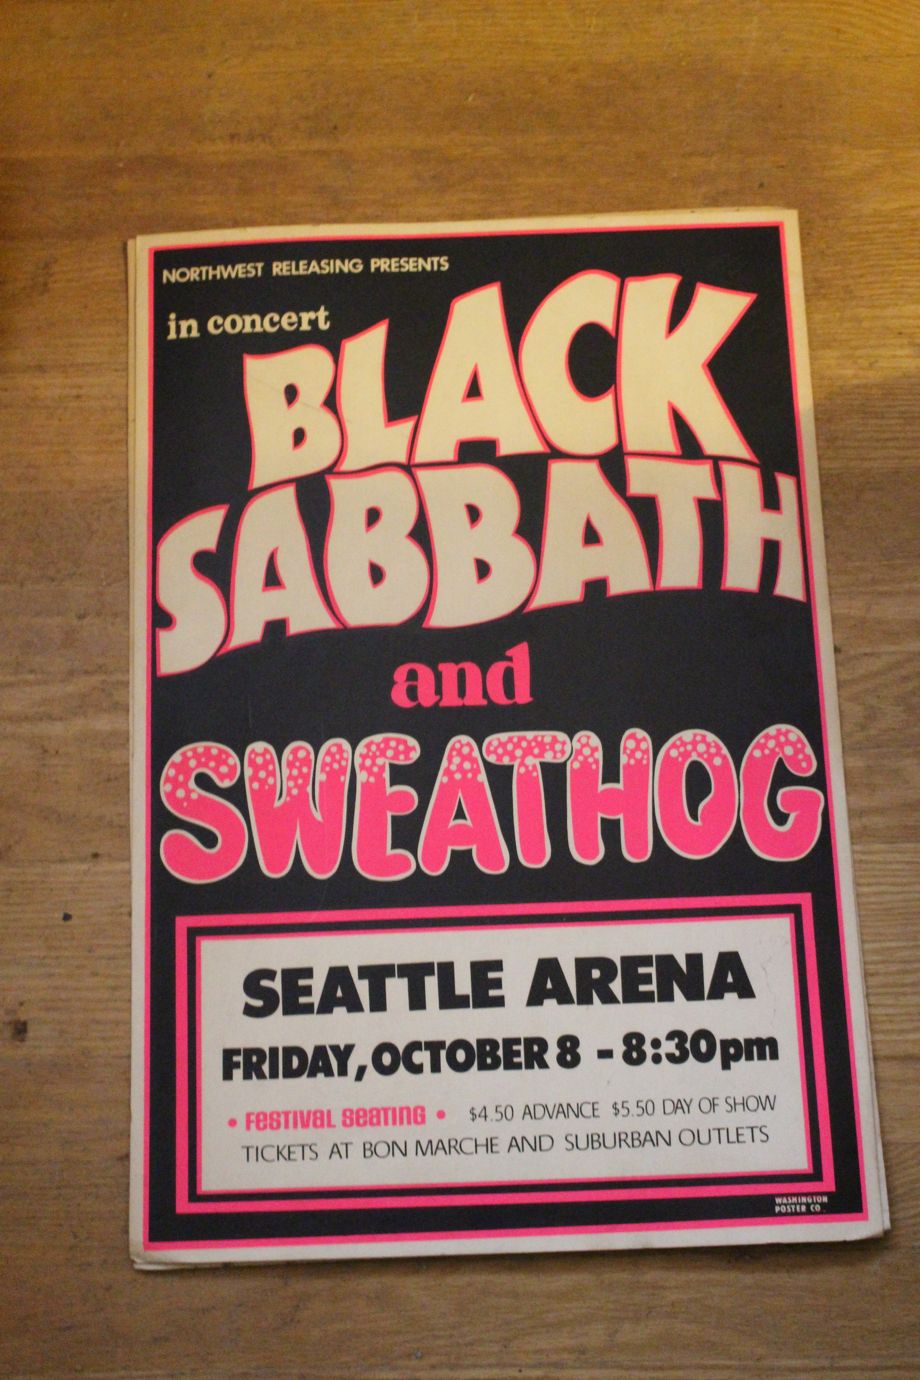 NORTHWEST RELEASING PRESENTS
in concert
BLACK
SABBATH
and
SWEATHOG
SEATTLE ARENA
FRIDAY, OCTOBER 8 - 8:30pm
• FESTIVAL SEATING • $4.50 ADVANCE $5.50 DAY OF SHOW
TICKETS AT BON MARCHE AND SUBURBAN OUTLETS
WASHINGTON
POSTER CO.